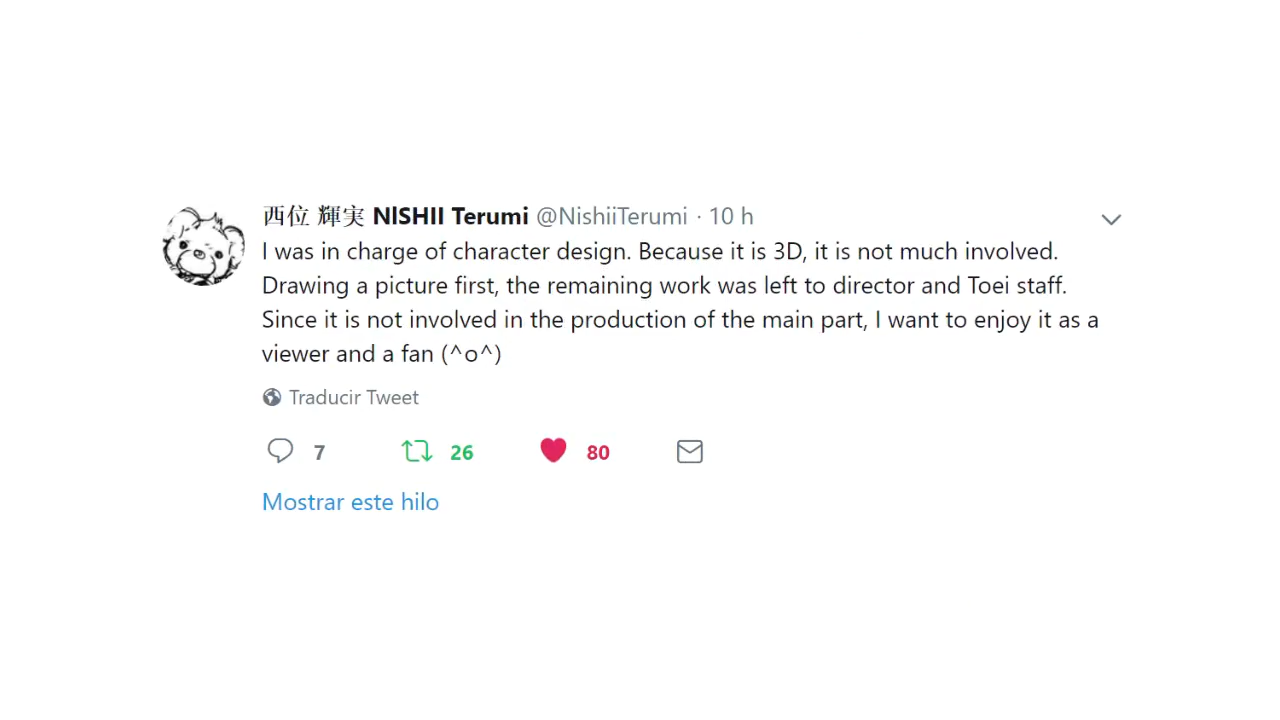 西位 輝実 NISHII Terumi @NishiiTerumi · 10 h
I was in charge of character design. Because it is 3D, it is not much involved.
Drawing a picture first, the remaining work was left to director and Toei staff.
Since it is not involved in the production of the main part, I want to enjoy it as a
viewer and a fan (^o^)
Traducir Tweet
7 26 80
Mostrar este hilo